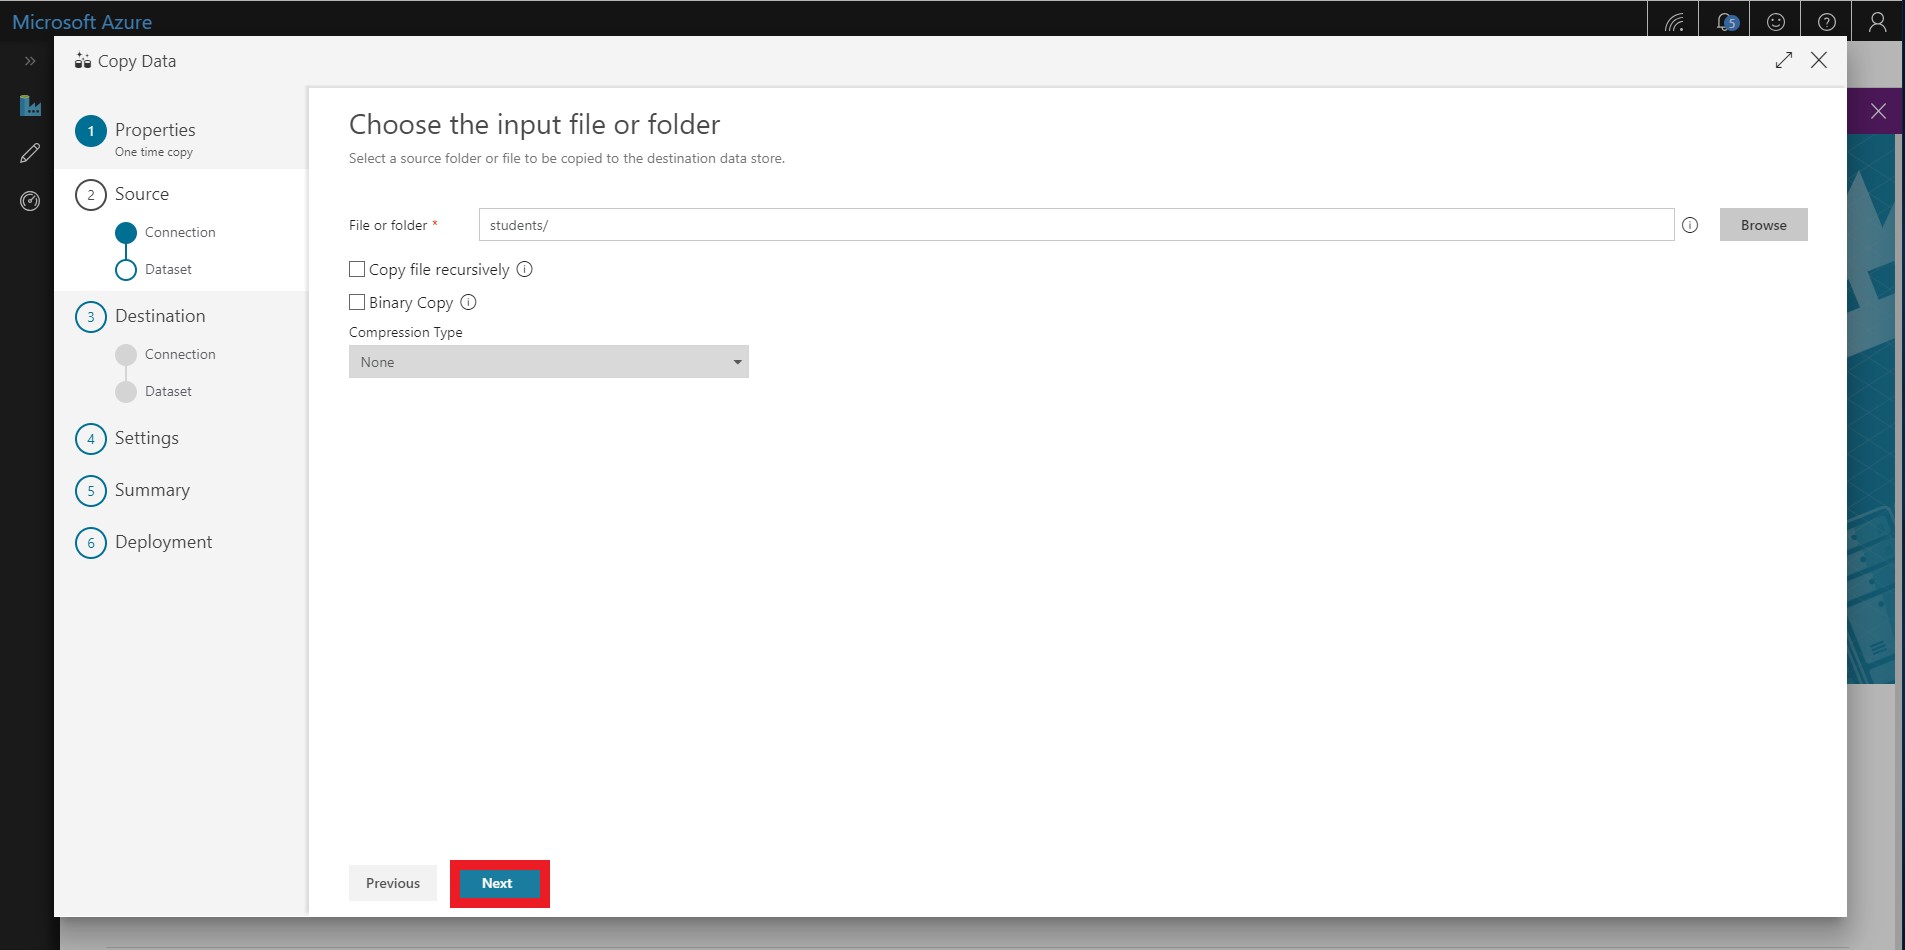 Microsoft Azure
5
Copy Data
1 Properties
One time copy
2 Source
Connection
Dataset
3 Destination
Connection
Dataset
4 Settings
5 Summary
6 Deployment
Choose the input file or folder
Select a source folder or file to be copied to the destination data store.
File or folder * students/ Browse
Copy file recursively
Binary Copy
Compression Type
None
Previous Next